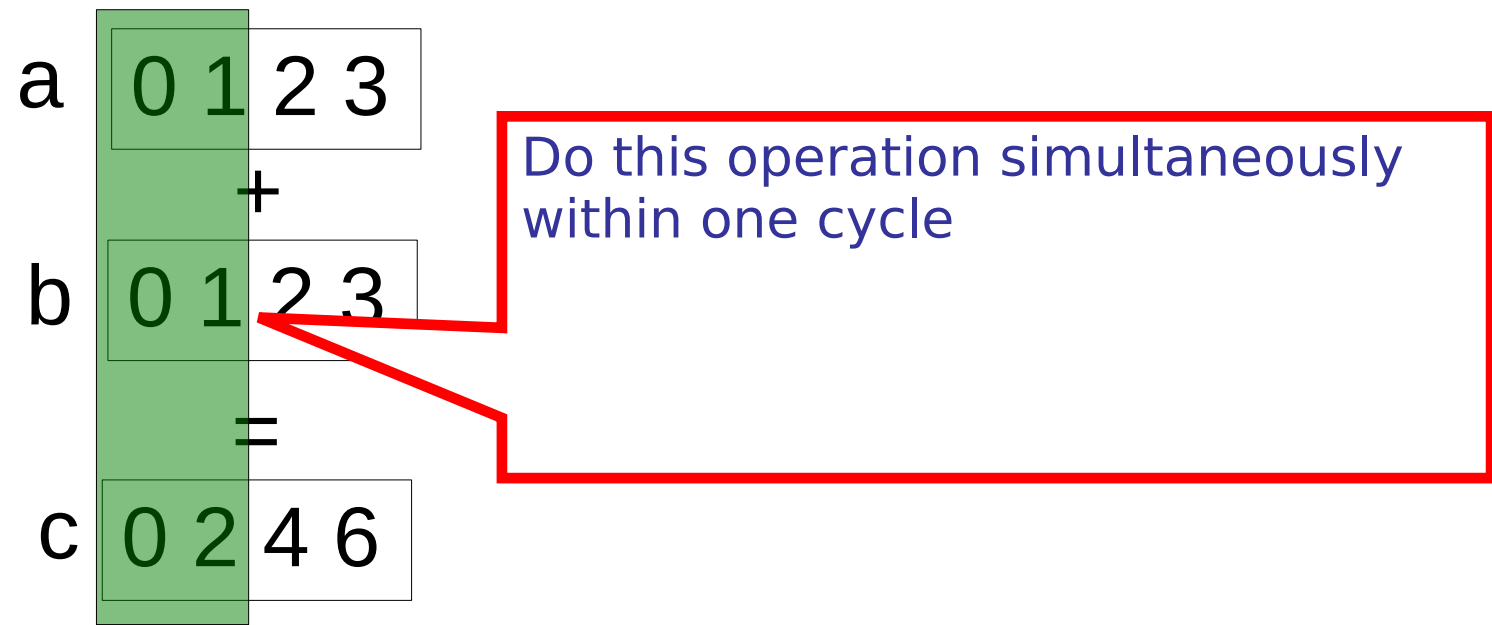 a 0 1 2 3
+
b 0 1 2 3
=
c 0 2 4 6
Do this operation simultaneously
within one cycle